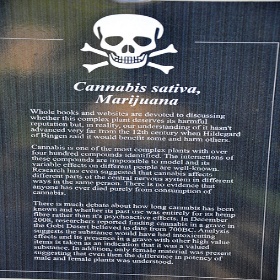 Cannabis sativa,
Marijuana
Whole books and websites are devoted to discussing
whether this complex plant deserves its harmful
reputation but, in reality, our understanding of it hasn't
advanced very far from the 12th century when Hildegard
of Bingen said it would benefit some and harm others.
Cannabis is one of the most complex plants with over
four hundred compounds identified. The interactions of
these compounds is impossible to model and its
variable effects on different people are well-known.
Research has even suggested that cannabis affects
different parts of the central nervous system in different
ways in the same person. There is no evidence that
anyone has ever died purely from consumption of
cannabis.
There is much debate about how long cannabis has been
known and whether its past use was entirely for its hemp
fibre rather than its psychoactive effects. In December
2008, researchers reported finding cannabis in a grave in
the Gobi Desert believed to date from 700BC. Analysis
suggests the substance would have had psychoactive
effects and its presence in a grave with other high value
items is taken as an indication that it was a valued
substance. In addition, only female material was present
suggesting that even then the difference in potency of
male and female plants was understood.